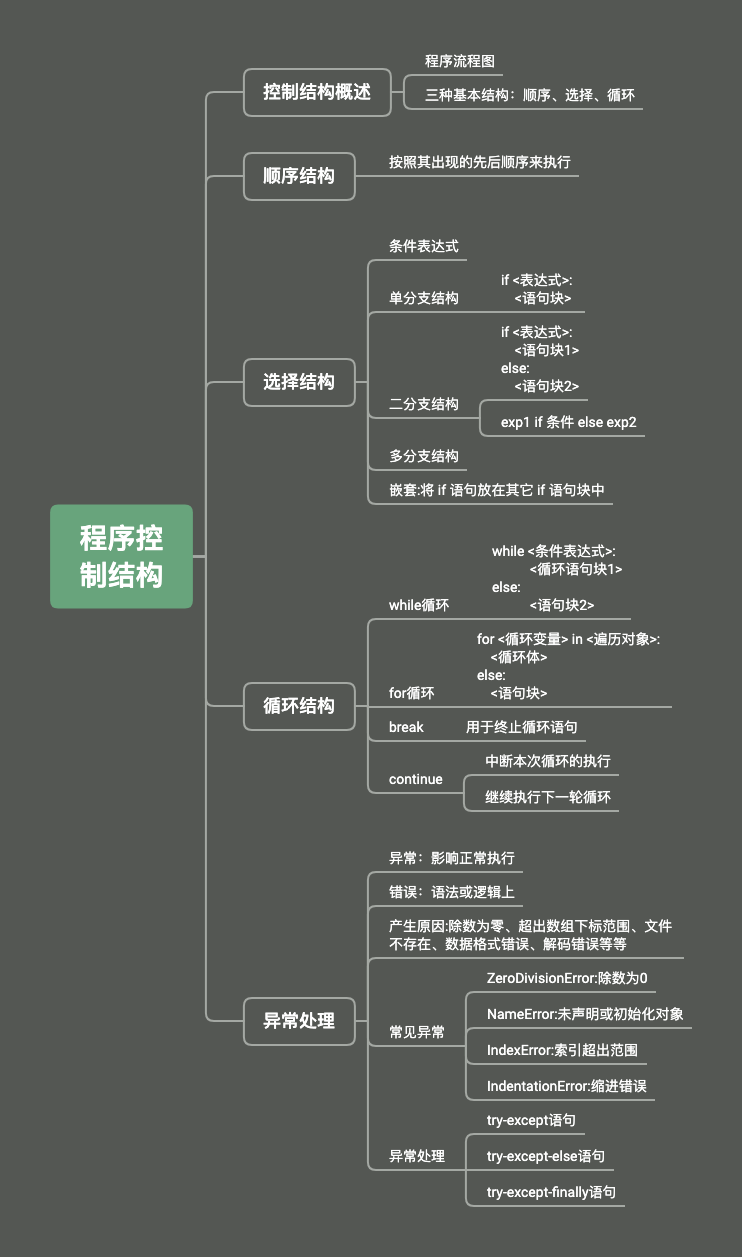 程序控
制结构
控制结构概述
程序流程图
三种基本结构：顺序、选择、循环
顺序结构
按照其出现的先后顺序来执行
选择结构
条件表达式
单分支结构
if <表达式>:
<语句块>
二分支结构
if <表达式>:
<语句块1>
else:
<语句块2>
exp1 if 条件 else exp2
多分支结构
嵌套:将 if 语句放在其它 if 语句块中
循环结构
while循环
while <条件表达式>:
<循环语句块1>
else:
<语句块2>
for循环
for <循环变量> in <遍历对象>:
<循环体>
else:
<语句块>
break
用于终止循环语句
continue
中断本次循环的执行
继续执行下一轮循环
异常处理
异常：影响正常执行
错误：语法或逻辑上
产生原因:除数为零、超出数组下标范围、文件
不存在、数据格式错误、解码错误等等
常见异常
ZeroDivisionError:除数为0
NameError:未声明或初始化对象
IndexError:索引超出范围
IndentationError:缩进错误
异常处理
try-except语句
try-except-else语句
try-except-finally语句